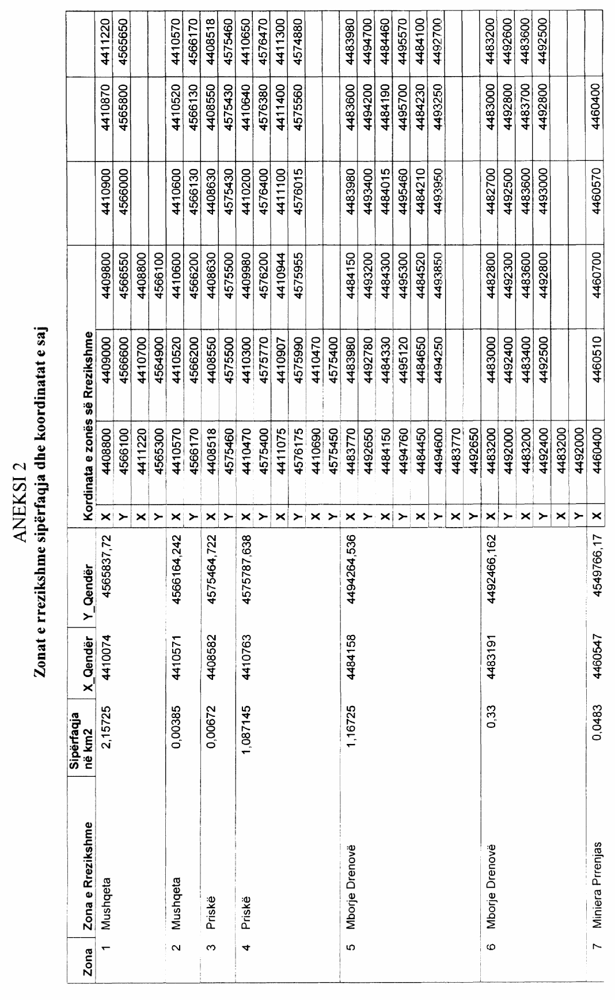 ANEKSI 2
Zonat e rrezikshme sipërfaqja dhe koordinatat e saj
Zona Zona e Rrezikshme Sipërfaqja në km2 X_Qendër Y_Qendër Kordinata e zonës së Rrezikshme
1 Mushqeta 2,15725 4410074 4565837,72 X 4408800 4409000 4409800 4410900 4410870 4411220
Y 4566100 4566600 4566550 4566000 4565800 4565650
X 4411220 4410700 4408800
Y 4565300 4564900 4566100
2 Mushqeta 0,00385 4410571 4566164,242 X 4410570 4410520 4410600 4410600 4410520 4410570
Y 4566170 4566200 4566200 4566130 4566130 4566170
3 Priskë 0,00672 4408582 4575464,722 X 4408518 4408550 4408630 4408630 4408550 4408518
Y 4575460 4575500 4575500 4575430 4575430 4575460
4 Priskë 1,087145 4410763 4575787,638 X 4410470 4410300 4409980 4410200 4410640 4410650
Y 4575400 4575770 4576200 4576400 4576380 4576470
X 4411075 4410907 4410944 4411100 4411400 4411300
Y 4576175 4575990 4575955 4576015 4575560 4574880
X 4410690 4410470
Y 4575450 4575400
5 Mborje Drenovë 1,16725 4484158 4494264,536 X 4483770 4483980 4484150 4483980 4483600 4483980
Y 4492650 4492780 4493200 4493400 4494200 4494700
X 4484150 4484330 4484300 4484015 4484190 4484460
Y 4494760 4495120 4495300 4495460 4495700 4495570
X 4484450 4484650 4484520 4484210 4484230 4484100
Y 4494600 4494250 4493850 4493950 4493250 4492700
X 4483770
Y 4492650
6 Mborje Drenovë 0,33 4483191 4492466,162 X 4483200 4483000 4482800 4482700 4483000 4483200
Y 4492000 4492400 4492300 4492500 4492800 4492600
X 4483200 4483400 4483600 4483600 4483700 4483600
Y 4492400 4492500 4492800 4493000 4492800 4492500
X 4483200
Y 4492000
7 Miniera Prrenjas 0,0483 4460547 4549766,17 X 4460400 4460510 4460700 4460570 4460400